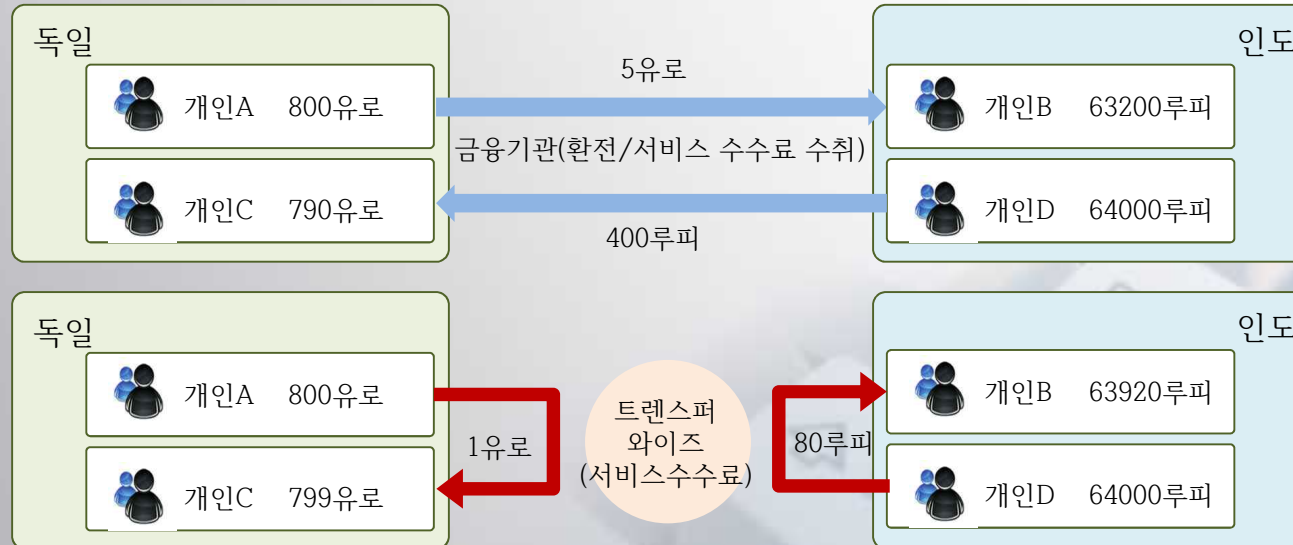 독일
인도
개인A 800유로
5유로
개인B 63200루피
금융기관(환전/서비스 수수료 수취)
개인C 790유로
개인D 64000루피
400루피
독일
인도
개인A 800유로
개인B 63920루피
트렌스퍼
와이즈
(서비스수수료)
1유로
80루피
개인C 799유로
개인D 64000루피